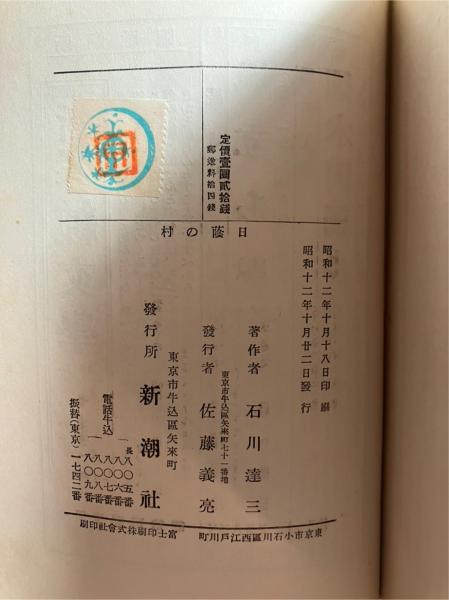 定價壹圓貳拾錢
郵送料拾四錢
日蔭の村
昭和十二年十月十八日印刷
昭和十二年十月廿二日發行
著作者 石川達三
東京市牛込區矢來町七十一番地
發行者 佐藤義亮
東京市牛込區矢來町
發行所 新潮社
電話牛込
長八〇五番
八〇六番
八〇七番
八〇八番
八〇九番
振替(東京)一七四二番
東京市小石川區西江戸川町
富士印刷株式會社印刷